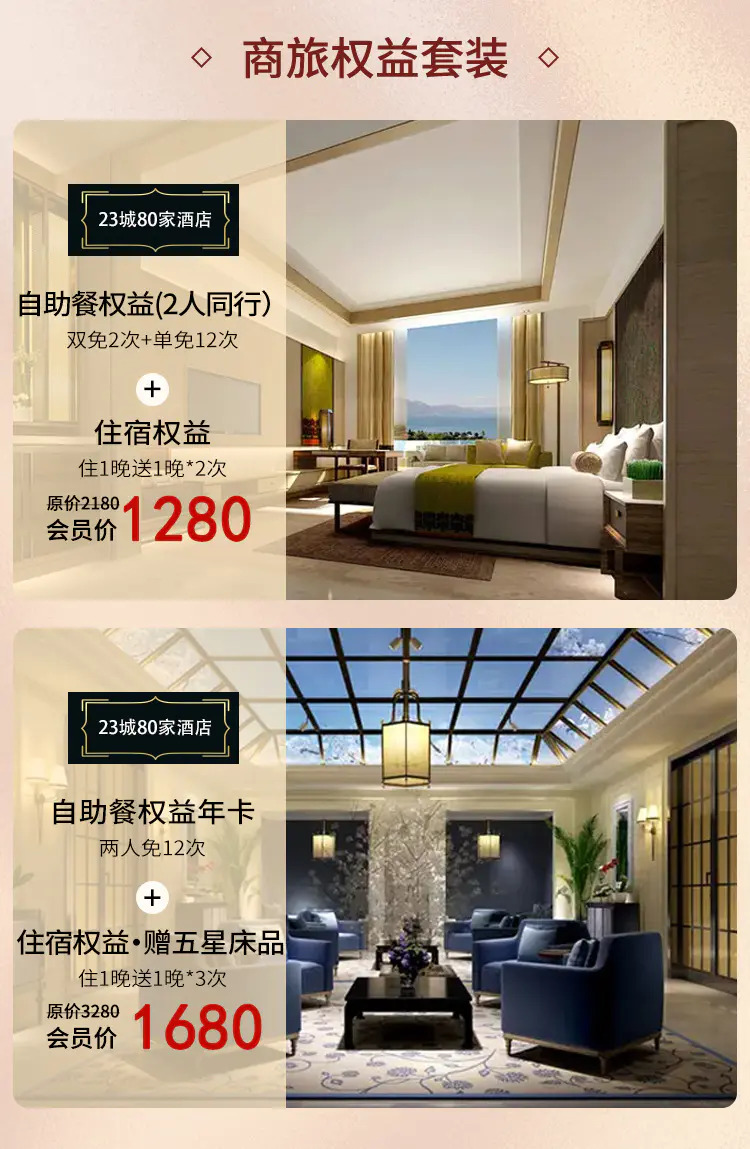 商旅权益套装
23城80家酒店
自助餐权益(2人同行）
双免2次+单免12次
+
住宿权益
住1晚送1晚*2次
原价2180
会员价1280
23城80家酒店
自助餐权益年卡
两人免12次
+
住宿权益•赠五星床品
住1晚送1晚*3次
原价3280
会员价 1680